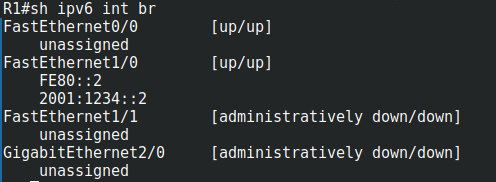 R1#sh ipv6 int br
FastEthernet0/0 [up/up]
unassigned
FastEthernet1/0 [up/up]
FE80::2
2001:1234::2
FastEthernet1/1 [administratively down/down]
unassigned
GigabitEthernet2/0 [administratively down/down]
unassigned